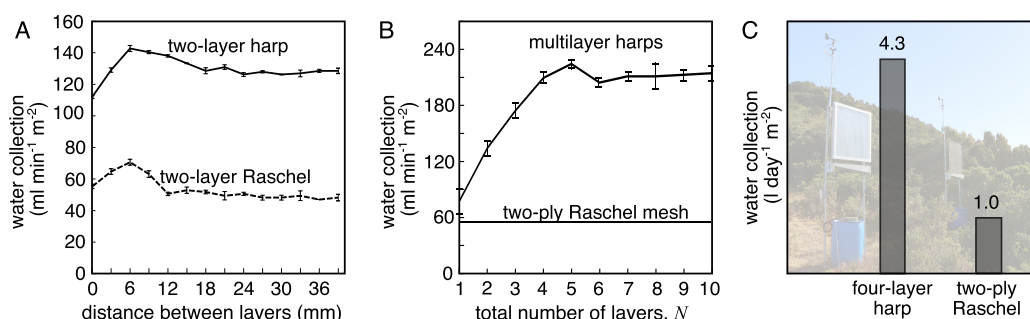 A
water collection
(ml min-1 m-2)
160
140
120
100
80
60
40
20
0
two-layer harp
two-layer Raschel
0 6 12 18 24 30 36
distance between layers (mm)
B
water collection
(ml min-1 m-2)
240
180
120
60
0
multilayer harps
two-ply Raschel mesh
1 2 3 4 5 6 7 8 9 10
total number of layers, N
C
water collection
(l day-1 m-2)
4.3
1.0
four-layer
harp
two-ply
Raschel